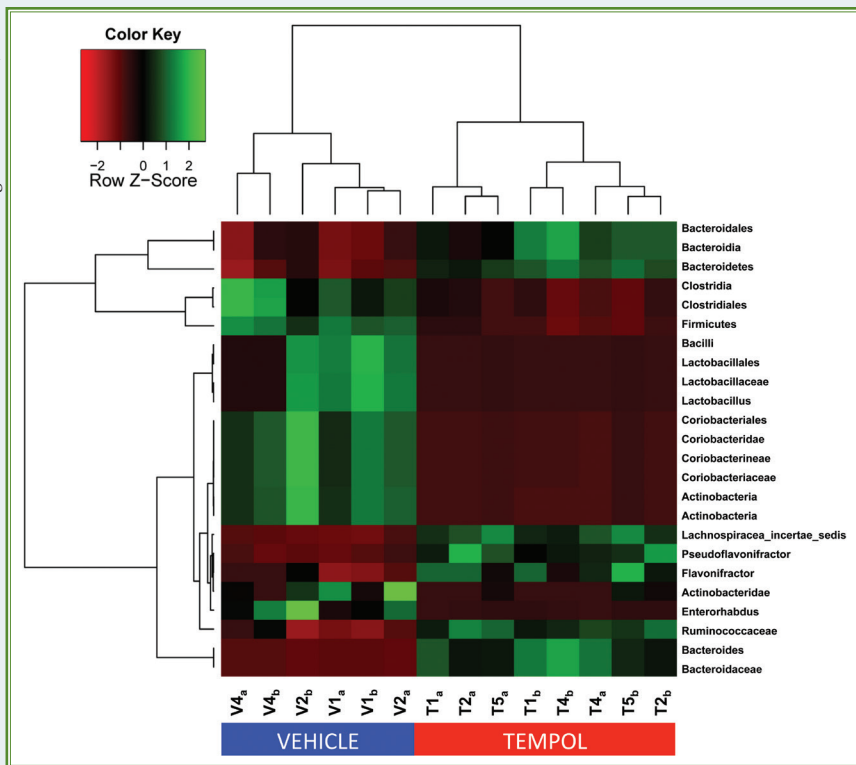 Color Key
−2 0 1 2
Row Z−Score
Bacteroidales
Bacteroidia
Bacteroidetes
Clostridia
Clostridiales
Firmicutes
Bacilli
Lactobacillales
Lactobacillaceae
Lactobacillus
Coriobacteriales
Coriobacteridae
Coriobacterineae
Coriobacteriaceae
Actinobacteria
Actinobacteria
Lachnospiracea_incertae_sedis
Pseudoflavonifractor
Flavonifractor
Actinobacteridae
Enterorhabdus
Ruminococcaceae
Bacteroides
Bacteroidaceae
V4a V4b V2b V1a V1b V2a T1a T2a T5a T1b T4b T4a T5b T2b
VEHICLE TEMPOL